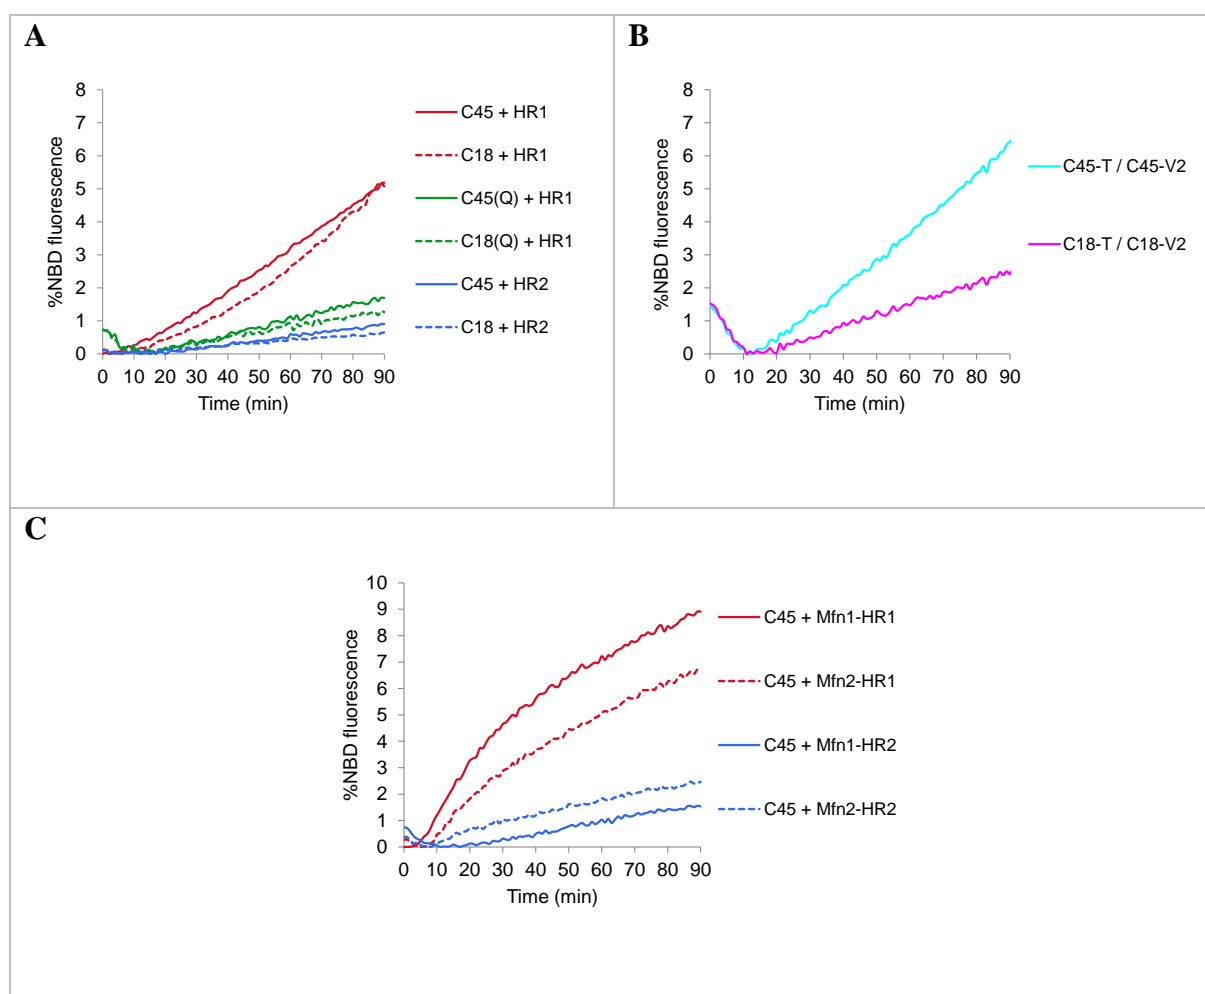 A
8
7
6
5
4
3
2
1
0
%NBD fluorescence
0 10 20 30 40 50 60 70 80 90
Time (min)
C45 + HR1
C18 + HR1
C45(Q) + HR1
C18(Q) + HR1
C45 + HR2
C18 + HR2
B
8
7
6
5
4
3
2
1
0
%NBD fluorescence
0 10 20 30 40 50 60 70 80 90
Time (min)
C45-T / C45-V2
C18-T / C18-V2
C
10
9
8
7
6
5
4
3
2
1
0
%NBD fluorescence
0 10 20 30 40 50 60 70 80 90
Time (min)
C45 + Mfn1-HR1
C45 + Mfn2-HR1
C45 + Mfn1-HR2
C45 + Mfn2-HR2